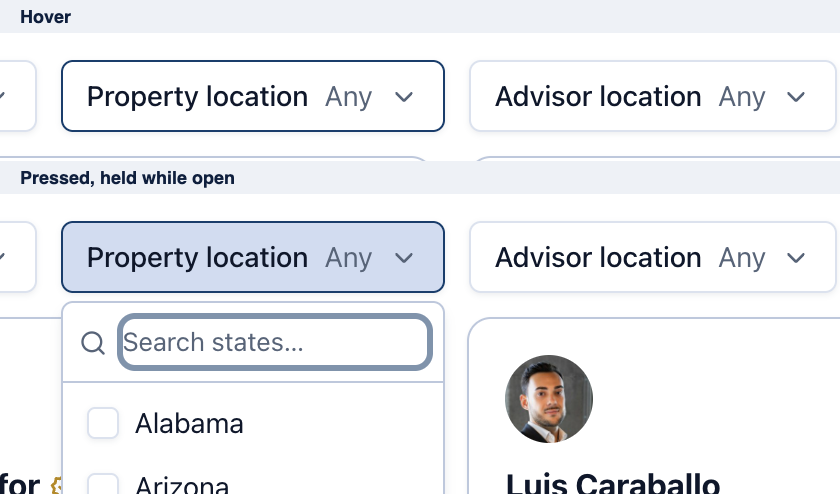 Hover
Property location Any
Advisor location Any
Pressed, held while open
Property location Any
Advisor location Any
Search states...
Alabama
Arizona
for
Luis Caraballo